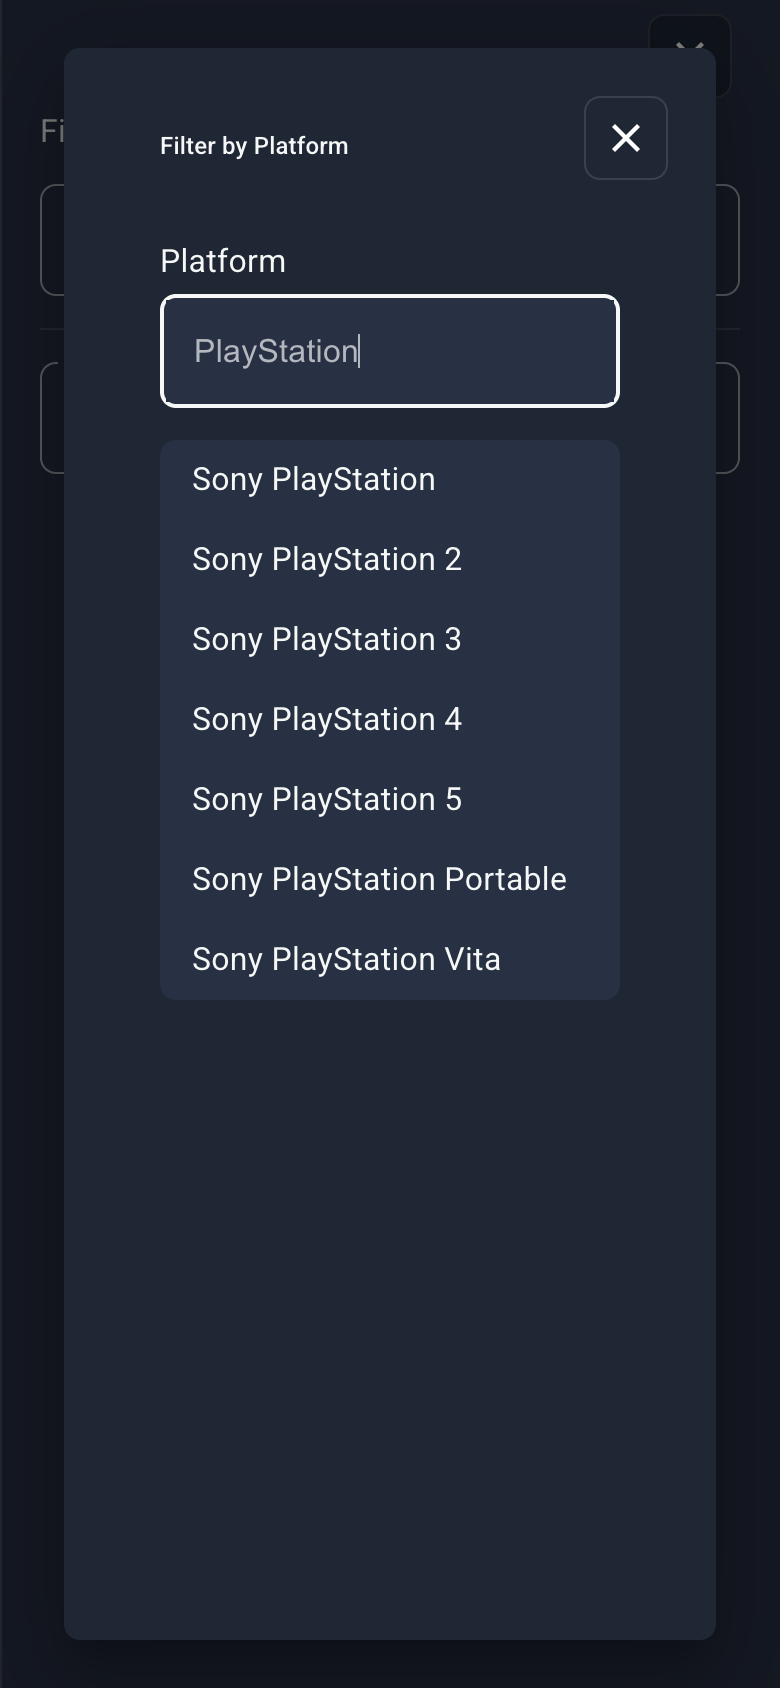 Fi
Filter by Platform
Platform
PlayStation
Sony PlayStation
Sony PlayStation 2
Sony PlayStation 3
Sony PlayStation 4
Sony PlayStation 5
Sony PlayStation Portable
Sony PlayStation Vita